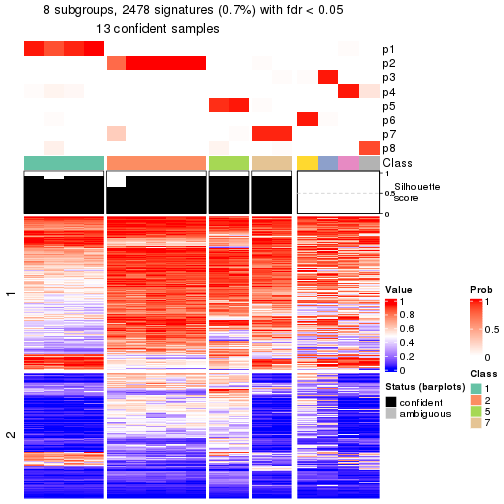 8 subgroups, 2478 signatures (0.7%) with fdr < 0.05
13 confident samples
p1
p2
p3
p4
p5
p6
p7
p8
Class
1
0.5
0
Silhouette
score
1
2
Value
1
0.8
0.6
0.4
0.2
0
Status (barplots)
confident
ambiguous
Prob
1
0.5
0
Class
1
2
5
7